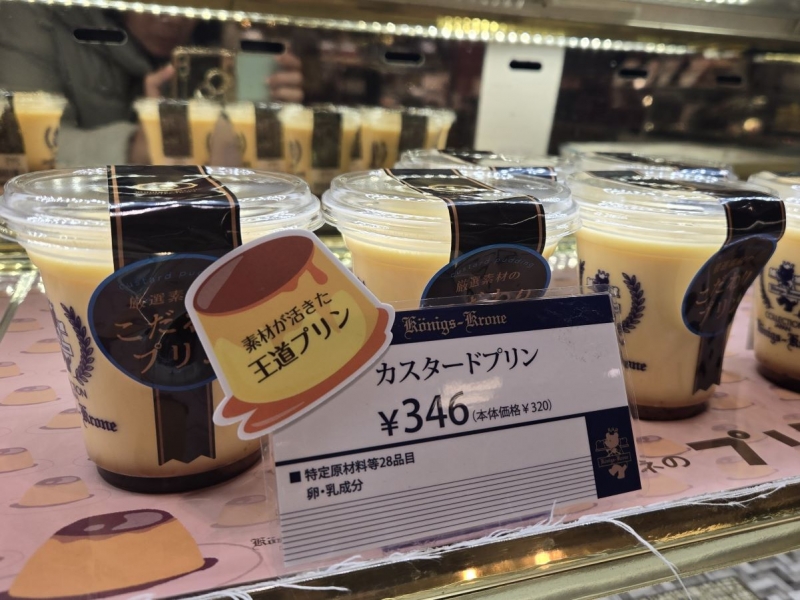 厳選素材
こだわ
プリン
Krone
素材が活きた
王道プリン
厳選素材の
Königs-Krone
カスタードプリン
¥346(本体価格¥320)
■特定原材料等28品目
卵・乳成分
ネのプリ